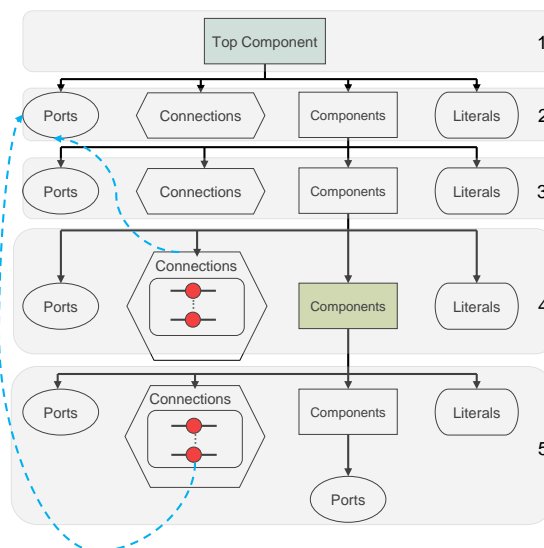 Top Component
1
Ports
Connections
Components
Literals
2
Ports
Connections
Components
Literals
3
Connections
Ports
Components
Literals
4
Connections
Ports
Components
Literals
5
Ports